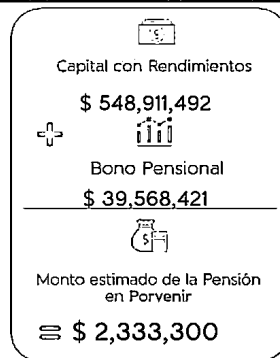 Capital con Rendimientos
$ 548,911,492
Bono Pensional
$ 39,568,421
Monto estimado de la Pensión
en Porvenir
= $ 2,333,300